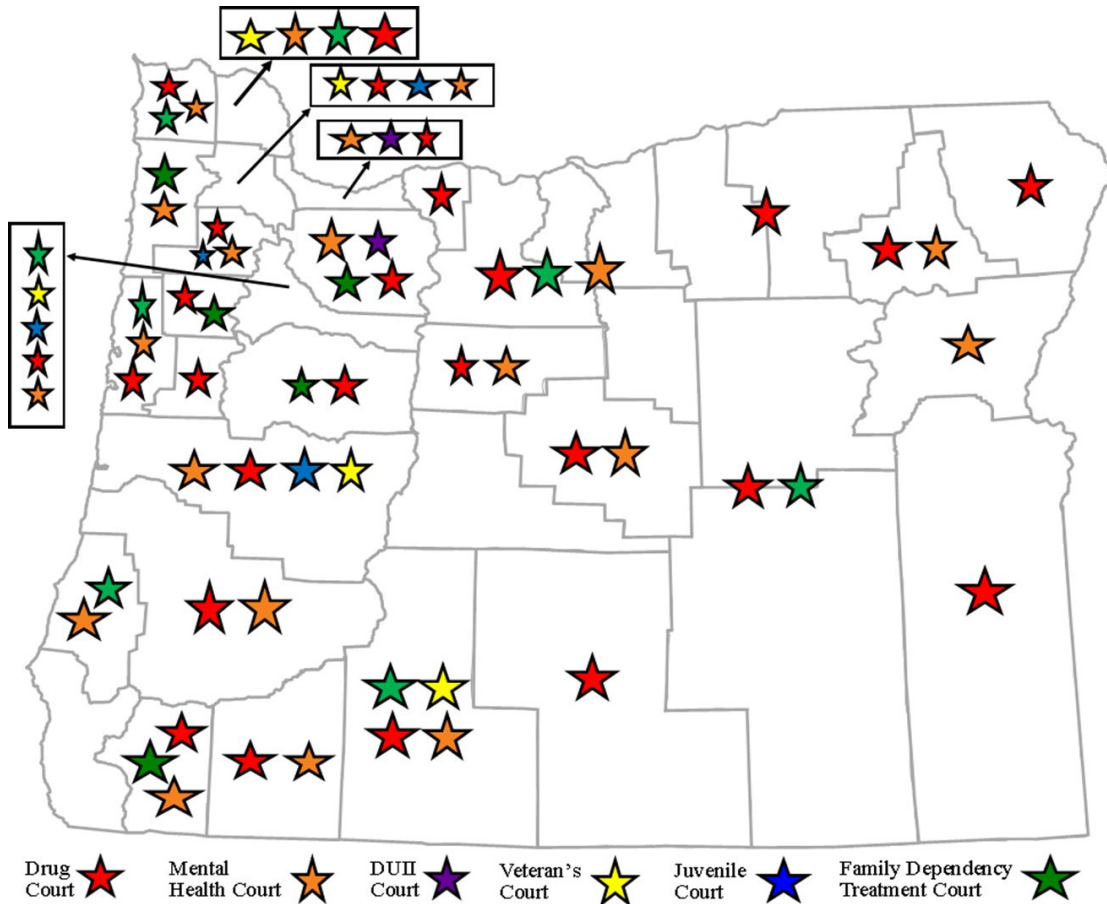 Drug
Court
Mental
Health Court
DUII
Court
Veteran's
Court
Juvenile
Court
Family Dependency
Treatment Court